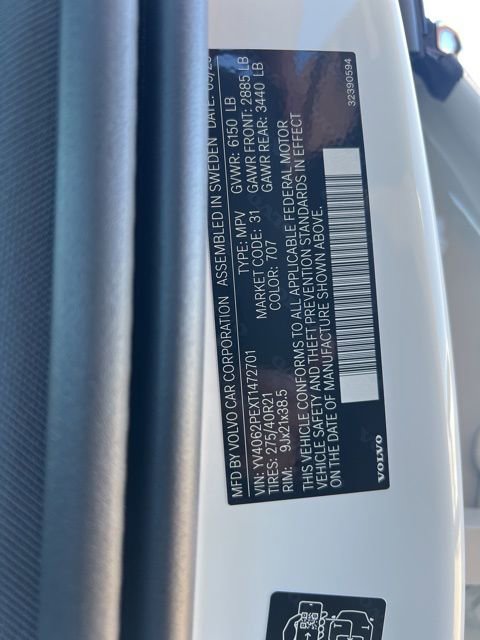 MFD BY VOLVO CAR CORPORATION ASSEMBLED IN SWEDEN DATE:
VIN: YV4062PEXT1472701 TYPE: MPV GVWR: 6150 LB
TIRES: 275/40R21 MARKET CODE: 31 GAWR FRONT: 2885 LB
RIM: 9Jx21x38.5 COLOR: 707 GAWR REAR: 3440 LB
THIS VEHICLE CONFORMS TO ALL APPLICABLE FEDERAL MOTOR
VEHICLE SAFETY AND THEFT PREVENTION STANDARDS IN EFFECT
ON THE DATE OF MANUFACTURE SHOWN ABOVE.
VOLVO 32390594